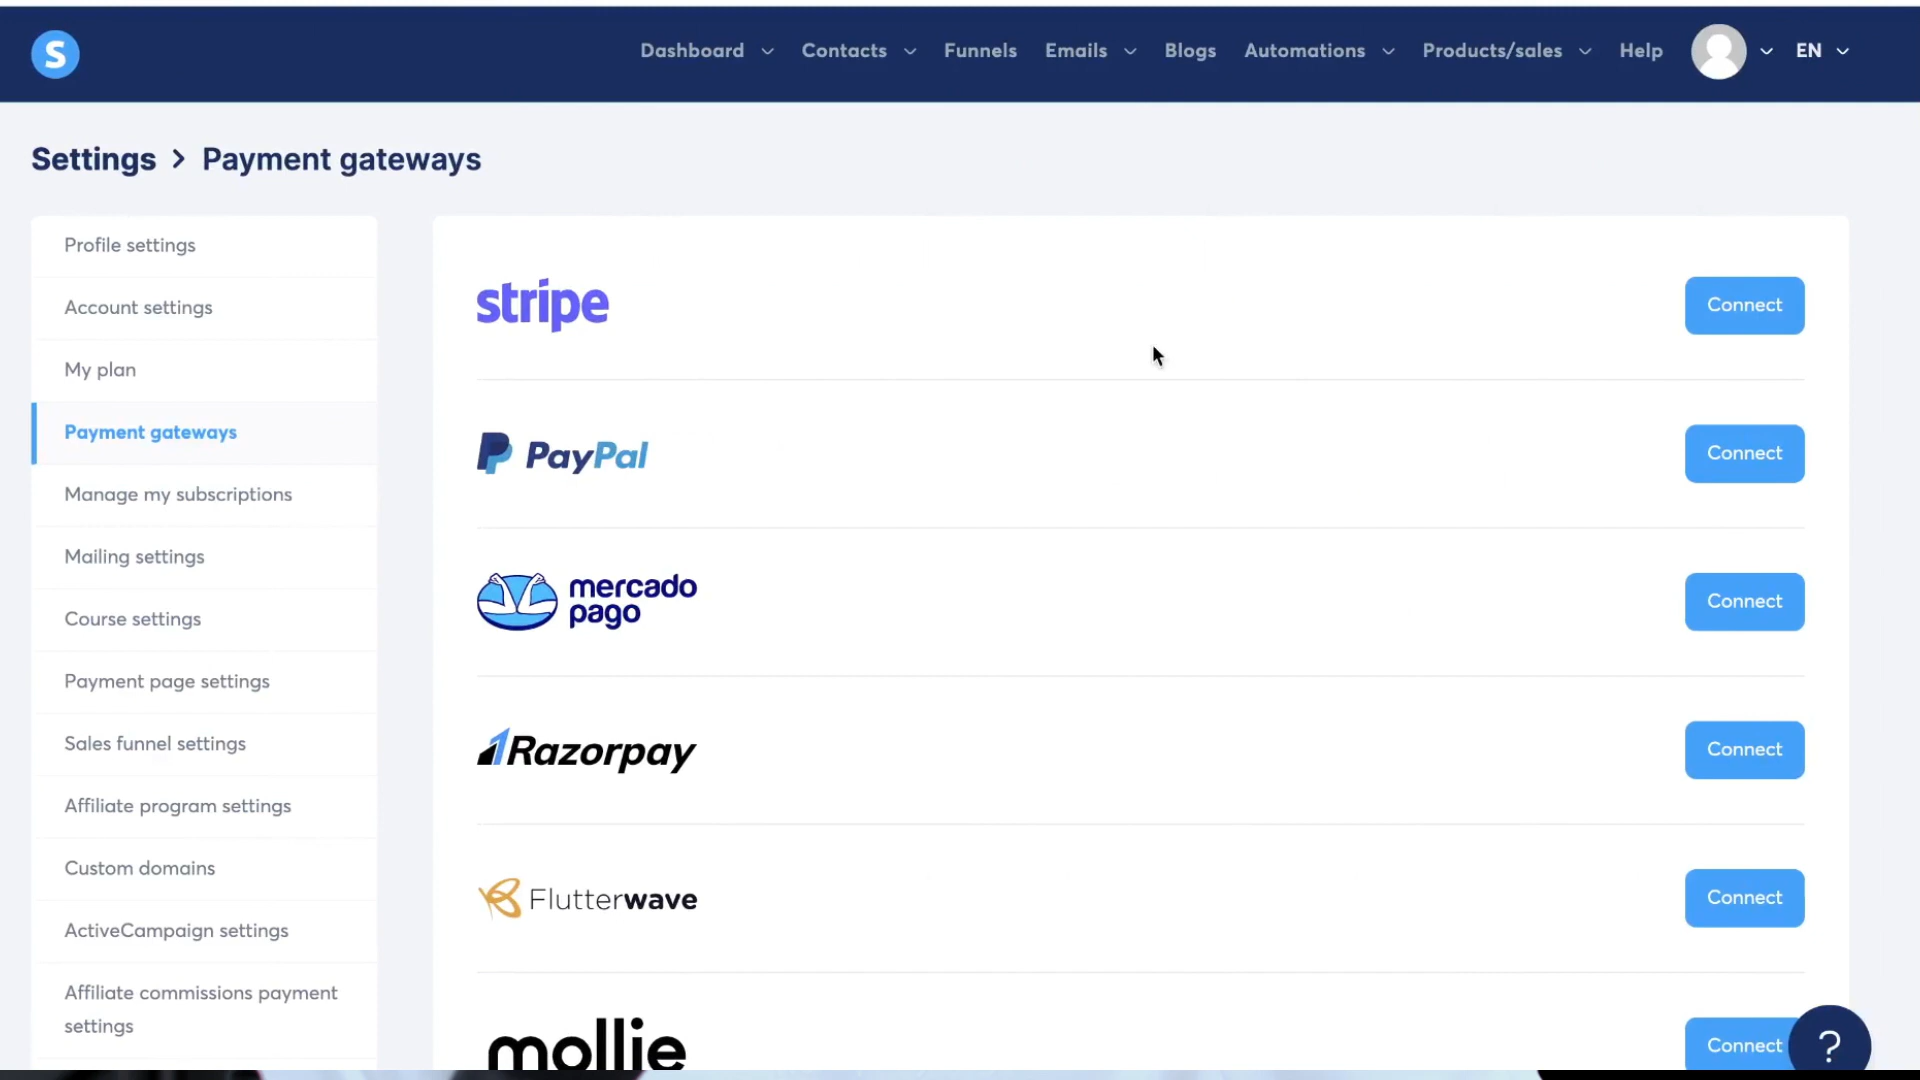 S
Dashboard Contacts Funnels Emails Blogs Automations Products/sales Help EN
Settings > Payment gateways
Profile settings
Account settings
My plan
Payment gateways
Manage my subscriptions
Mailing settings
Course settings
Payment page settings
Sales funnel settings
Affiliate program settings
Custom domains
ActiveCampaign settings
Affiliate commissions payment
settings
stripe
Connect
PayPal
Connect
mercado
pago
Connect
Razorpay
Connect
Flutterwave
Connect
mollie
Connect
?